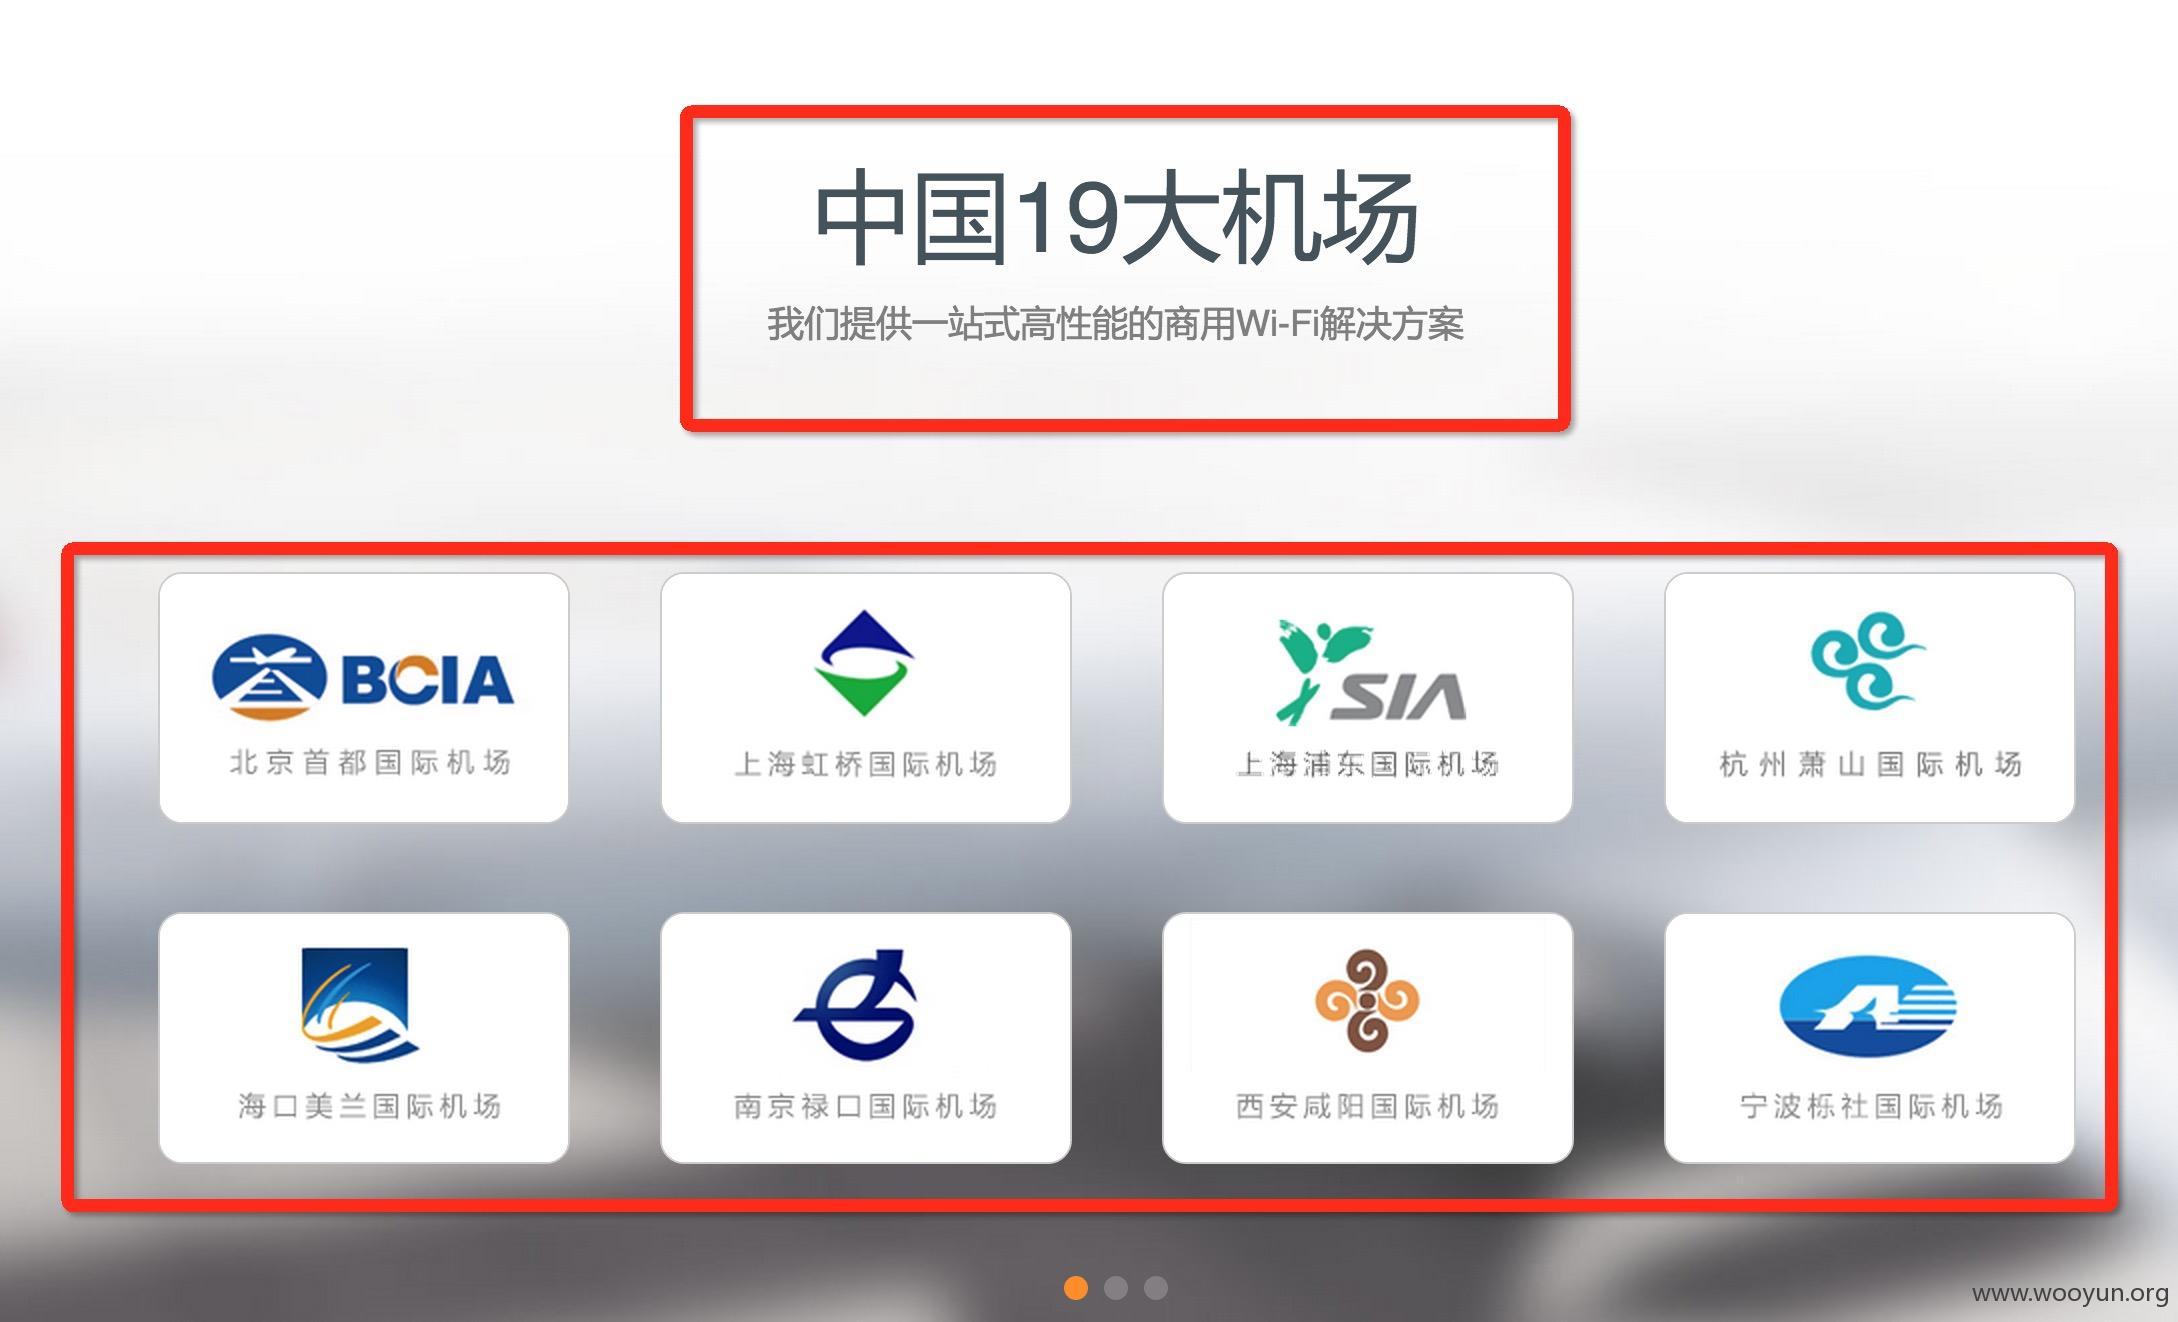 中国19大机场
我们提供一站式高性能的商用Wi-Fi解决方案
BCIA
北京首都国际机场
上海虹桥国际机场
SIA
上海浦东国际机场
杭州萧山国际机场
海口美兰国际机场
南京禄口国际机场
西安咸阳国际机场
宁波栎社国际机场
www.wooyun.org